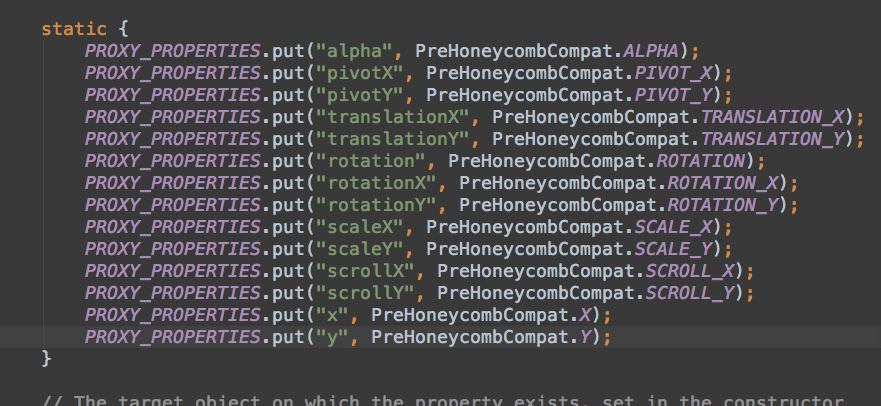 static {
PROXY_PROPERTIES.put("alpha", PreHoneycombCompat.ALPHA);
PROXY_PROPERTIES.put("pivotX", PreHoneycombCompat.PIVOT_X);
PROXY_PROPERTIES.put("pivotY", PreHoneycombCompat.PIVOT_Y);
PROXY_PROPERTIES.put("translationX", PreHoneycombCompat.TRANSLATION_X);
PROXY_PROPERTIES.put("translationY", PreHoneycombCompat.TRANSLATION_Y);
PROXY_PROPERTIES.put("rotation", PreHoneycombCompat.ROTATION);
PROXY_PROPERTIES.put("rotationX", PreHoneycombCompat.ROTATION_X);
PROXY_PROPERTIES.put("rotationY", PreHoneycombCompat.ROTATION_Y);
PROXY_PROPERTIES.put("scaleX", PreHoneycombCompat.SCALE_X);
PROXY_PROPERTIES.put("scaleY", PreHoneycombCompat.SCALE_Y);
PROXY_PROPERTIES.put("scrollX", PreHoneycombCompat.SCROLL_X);
PROXY_PROPERTIES.put("scrollY", PreHoneycombCompat.SCROLL_Y);
PROXY_PROPERTIES.put("x", PreHoneycombCompat.X);
PROXY_PROPERTIES.put("y", PreHoneycombCompat.Y);
}
// The target object on which the property exists, set in the constructor